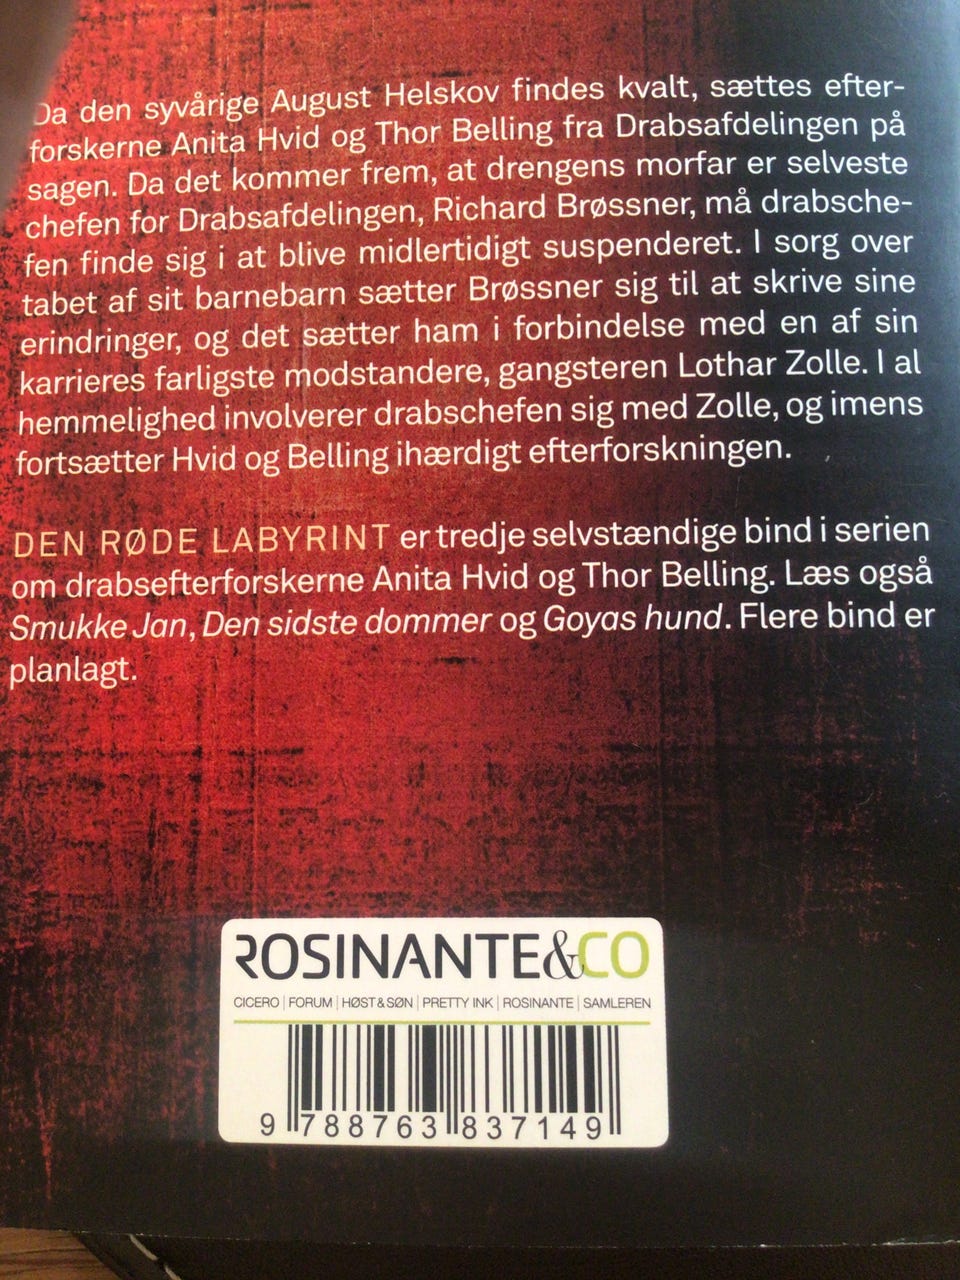 Da den syvårige August Helskov findes kvalt, sættes efter-
forskerne Anita Hvid og Thor Belling fra Drabsafdelingen på
sagen. Da det kommer frem, at drengens morfar er selveste
chefen for Drabsafdelingen, Richard Brøssner, må drabsche-
fen finde sig i at blive midlertidigt suspenderet. I sorg over
tabet af sit barnebarn sætter Brøssner sig til at skrive sine
erindringer, og det sætter ham i forbindelse med en af sin
karrieres farligste modstandere, gangsteren Lothar Zolle. I al
hemmelighed involverer drabschefen sig med Zolle, og imens
fortsætter Hvid og Belling ihærdigt efterforskningen.
DEN RØDE LABYRINT er tredje selvstændige bind i serien
om drabsefterforskerne Anita Hvid og Thor Belling. Læs også
Smukke Jan, Den sidste dommer og Goyas hund. Flere bind er
planlagt.
ROSINANTE&CO
CICERO | FORUM | HØST & SØN | PRETTY INK | ROSINANTE | SAMLEREN
9 788763 837149